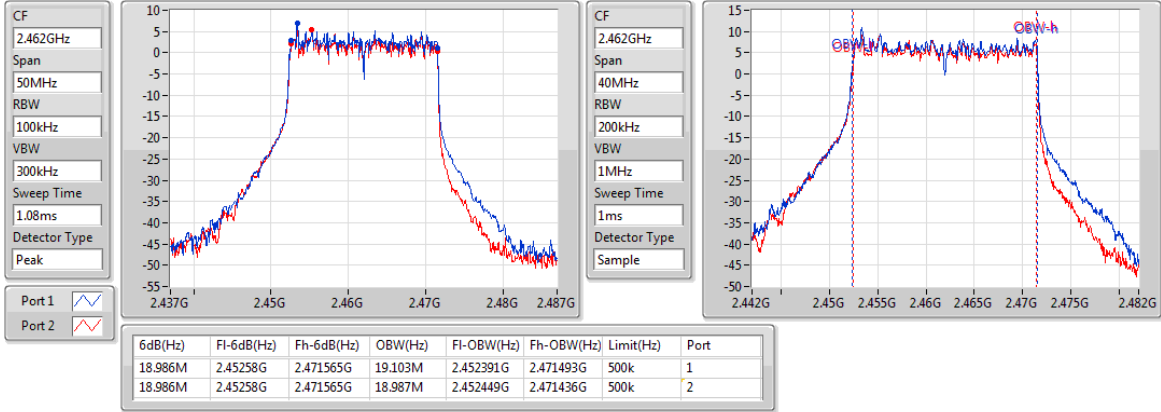 CF
2.462GHz
Span
50MHz
RBW
100kHz
VBW
300kHz
Sweep Time
1.08ms
Detector Type
Peak
Port 1
Port 2
10
5
0
-5
-10
-15
-20
-25
-30
-35
-40
-45
-50
-55
2.437G 2.45G 2.46G 2.47G 2.48G 2.487G
CF
2.462GHz
Span
40MHz
RBW
200kHz
VBW
1MHz
Sweep Time
1ms
Detector Type
Sample
15
10
5
0
-5
-10
-15
-20
-25
-30
-35
-40
-45
-50
OBW-h
2.442G 2.45G 2.455G 2.46G 2.465G 2.47G 2.475G 2.482G
6dB(Hz) Fl-6dB(Hz) Fh-6dB(Hz) OBW(Hz) Fl-OBW(Hz) Fh-OBW(Hz) Limit(Hz) Port
18.986M 2.45258G 2.471565G 19.103M 2.452391G 2.471493G 500k 1
18.986M 2.45258G 2.471565G 18.987M 2.452449G 2.471436G 500k 2